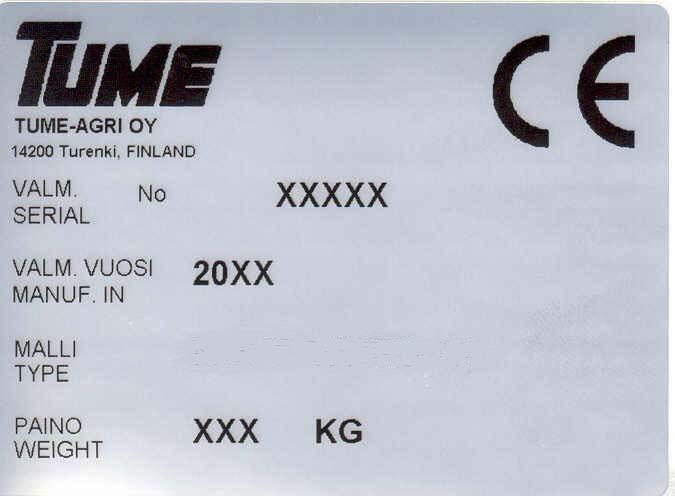 TUME
CE
TUME-AGRI OY
14200 Turenki, FINLAND
VALM. No XXXXX
SERIAL
VALM. VUOSI 20XX
MANUF. IN
MALLI
TYPE
PAINO XXX KG
WEIGHT